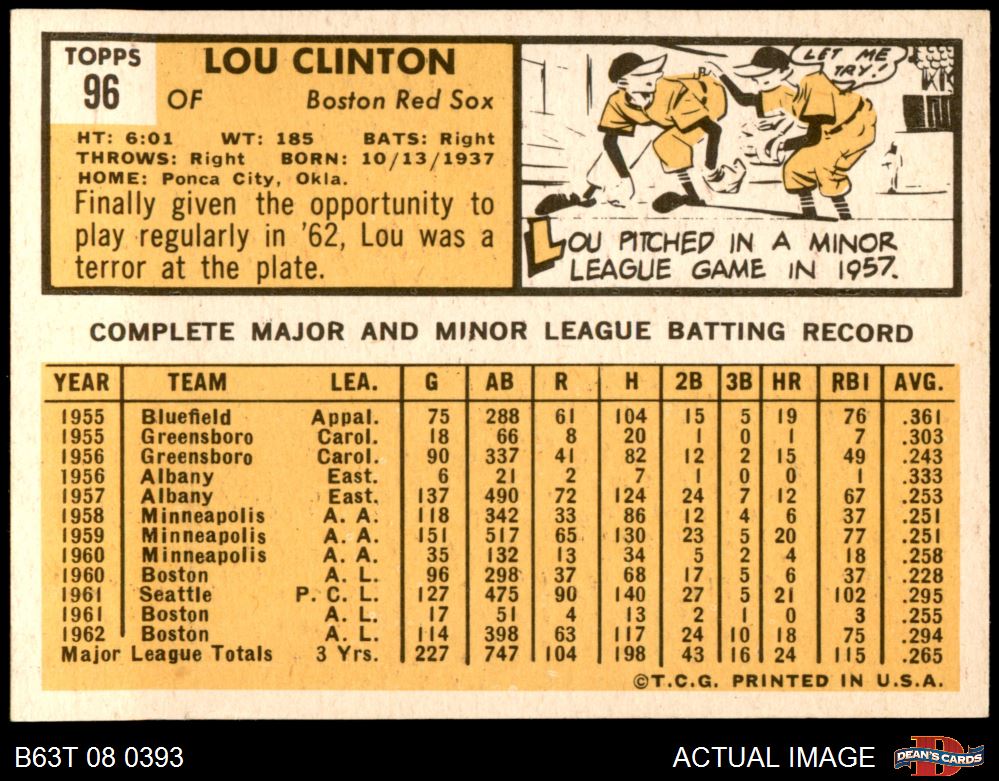 TOPPS
96
LOU CLINTON
OF Boston Red Sox
HT: 6:01 WT: 185 BATS: Right
THROWS: Right BORN: 10/13/1937
HOME: Ponca City, Okla.
Finally given the opportunity to
play regularly in '62, Lou was a
terror at the plate.
LET ME
TRY!
LOU PITCHED IN A MINOR
LEAGUE GAME IN 1957.
COMPLETE MAJOR AND MINOR LEAGUE BATTING RECORD
YEAR TEAM LEA. G AB R H 2B 3B HR RBI AVG.
1955 Bluefield Appal. 75 288 61 104 15 5 19 76 .361
1955 Greensboro Carol. 18 66 8 20 1 0 1 7 .303
1956 Greensboro Carol. 90 337 41 82 12 2 15 49 .243
1956 Albany East. 6 21 2 7 1 0 0 1 .333
1957 Albany East. 137 490 72 124 24 7 12 67 .253
1958 Minneapolis A. A. 118 342 33 86 12 4 6 37 .251
1959 Minneapolis A. A. 151 517 65 130 23 5 20 77 .251
1960 Minneapolis A. A. 35 132 13 34 5 2 4 18 .258
1960 Boston A. L. 96 298 37 68 17 5 6 37 .228
1961 Seattle P. C. L. 127 475 90 140 27 5 21 102 .295
1961 Boston A. L. 17 51 4 13 2 1 0 3 .255
1962 Boston A. L. 114 398 63 117 24 10 18 75 .294
Major League Totals 3 Yrs. 227 747 104 198 43 16 24 115 .265
©T.C.G. PRINTED IN U.S.A.
B63T 08 0393 ACTUAL IMAGE DEAN'S CARDS